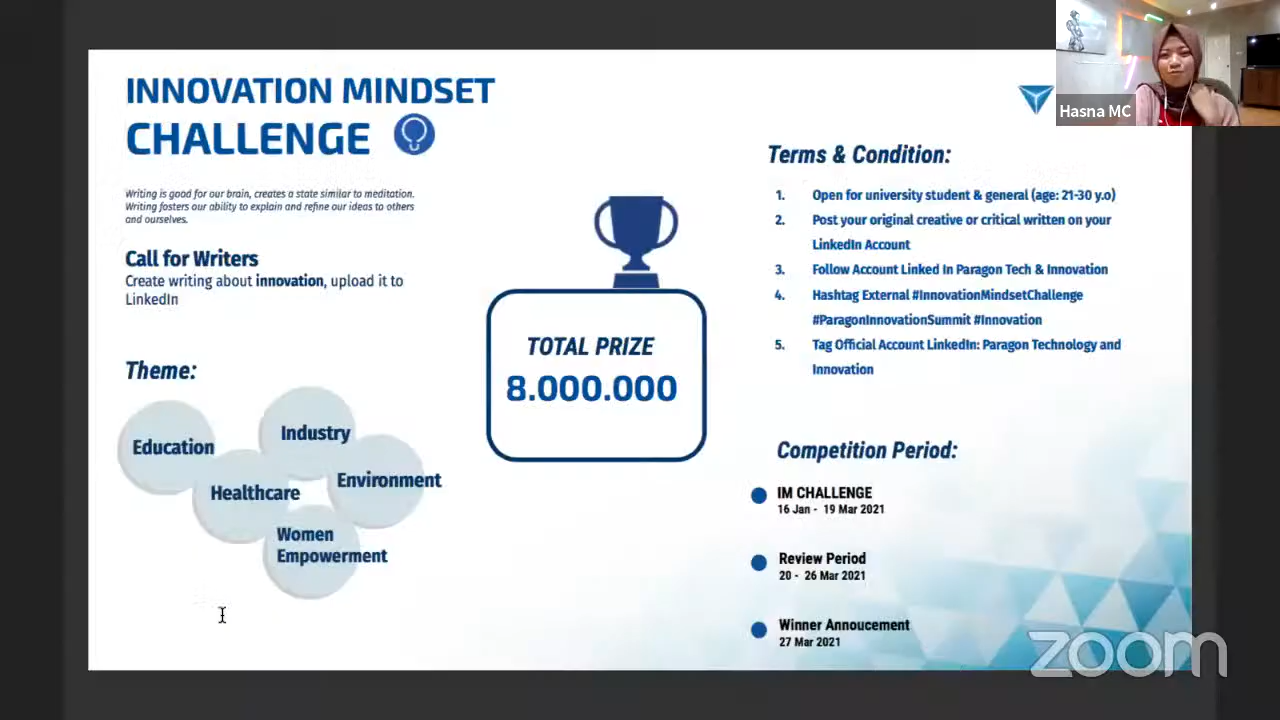 INNOVATION MINDSET
CHALLENGE
Writing is good for our brain, creates a state similar to meditation.
Writing fosters our ability to explain and refine our ideas to others
and ourselves.
Call for Writers
Create writing about innovation, upload it to
LinkedIn
Theme:
Education
Industry
Healthcare
Environment
Women
Empowerment
TOTAL PRIZE
8.000.000
Terms & Condition:
1. Open for university student & general (age: 21-30 y.o)
2. Post your original creative or critical written on your
LinkedIn Account
3. Follow Account Linked In Paragon Tech & Innovation
4. Hashtag External #InnovationMindsetChallenge
#ParagonInnovationSummit #Innovation
5. Tag Official Account LinkedIn: Paragon Technology and
Innovation
Competition Period:
IM CHALLENGE
16 Jan - 19 Mar 2021
Review Period
20 - 26 Mar 2021
Winner Annoucement
27 Mar 2021
Hasna MC
zoom